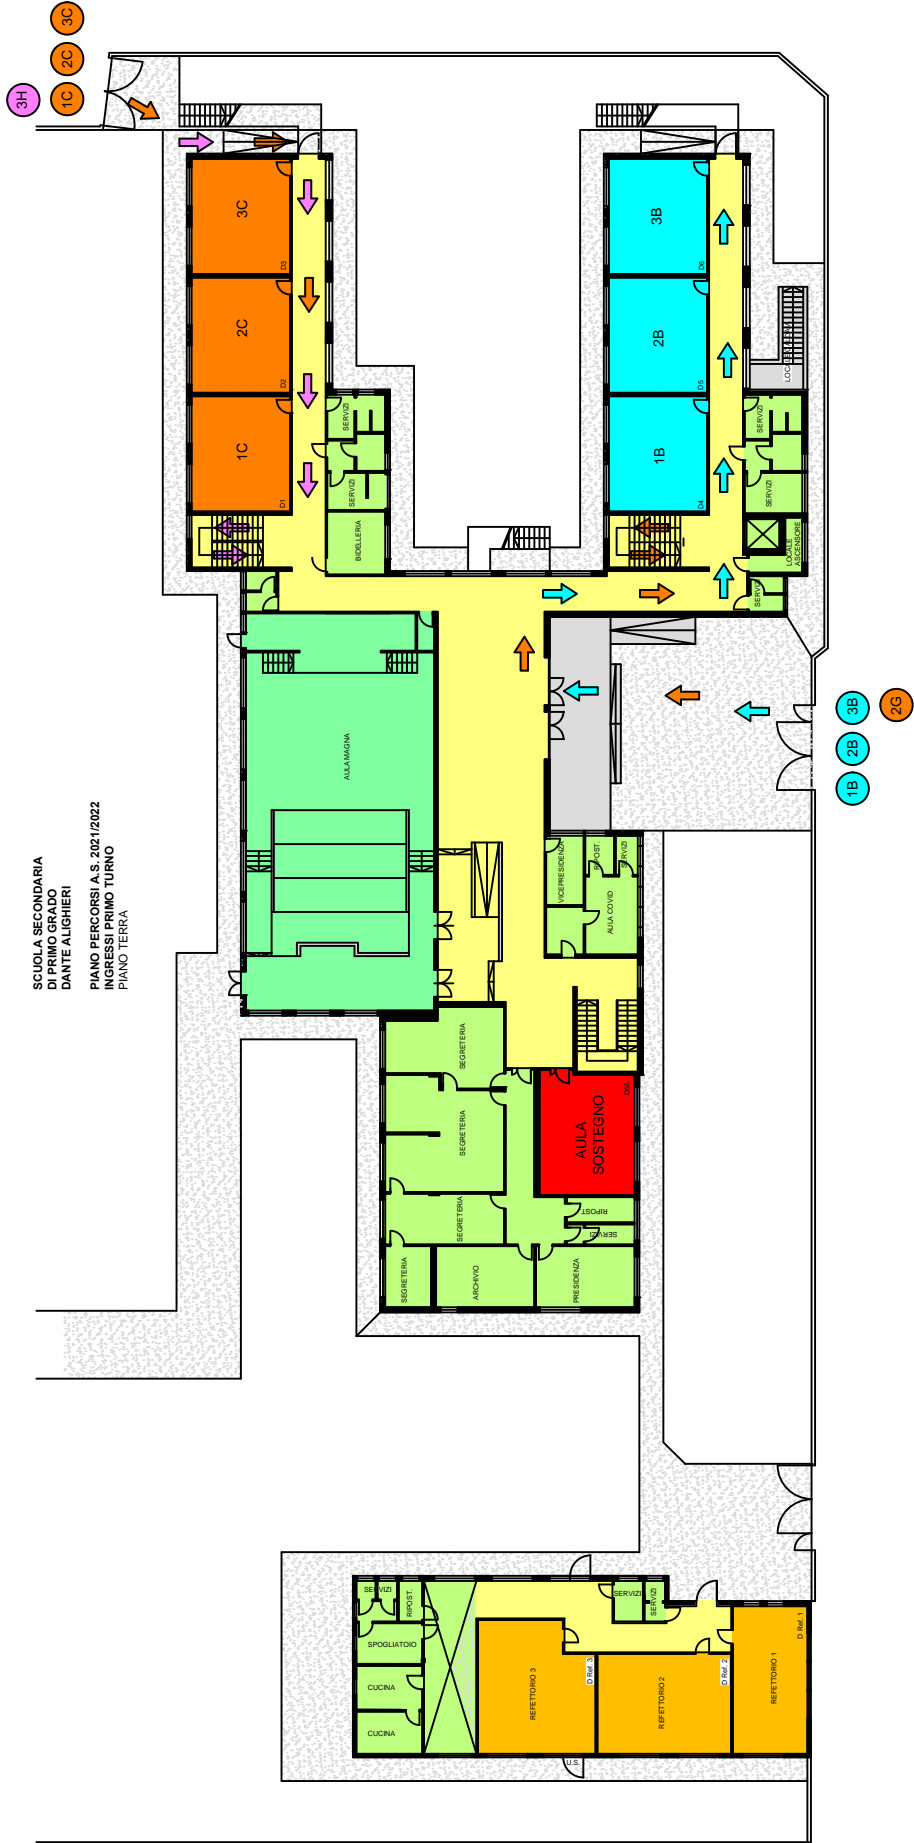 3H
3C
2C
1C
3C
D3
2C
D2
1C
D1
SERVIZI
SERVIZI
BIDELLERIA
3B
D6
2B
D5
1B
D4
SERVIZI
SERVIZI
LOCALE
ASCENSORE
SERVIZI
AULA MAGNA
SCUOLA SECONDARIA
DI PRIMO GRADO
DANTE ALIGHIERI
PIANO PERCORSI A.S. 2021/2022
INGRESSI PRIMO TURNO
PIANO TERRA
3B
2B
1B
2G
VICEPRESIDENZA
RIPOST.
SERVIZI
AULA COVID
SEGRETERIA
SEGRETERIA
SEGRETERIA
SEGRETERIA
ARCHIVIO
PRESIDENZA
AULA
SOSTEGNO
D55
RIPOST
SERVIZI
SERVIZI
RIPOST.
SPOGLIATOIO
CUCINA
CUCINA
SERVIZI
SERVIZI
REFETTORIO 3
D Ref. 3
REFETTORIO 2
D Ref. 2
REFETTORIO 1
D Ref. 1
U.S.